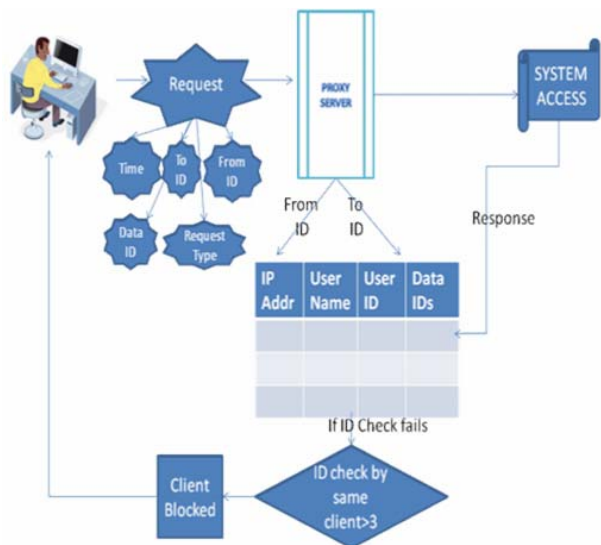 Request
PROXY
SERVER
SYSTEM
ACCESS
Time
To
ID
From
ID
Data
ID
Request
Type
From
ID
To
ID
Response
IP
Addr
User
Name
User
ID
Data
IDs
If ID Check fails
ID check by
same
client>3
Client
Blocked